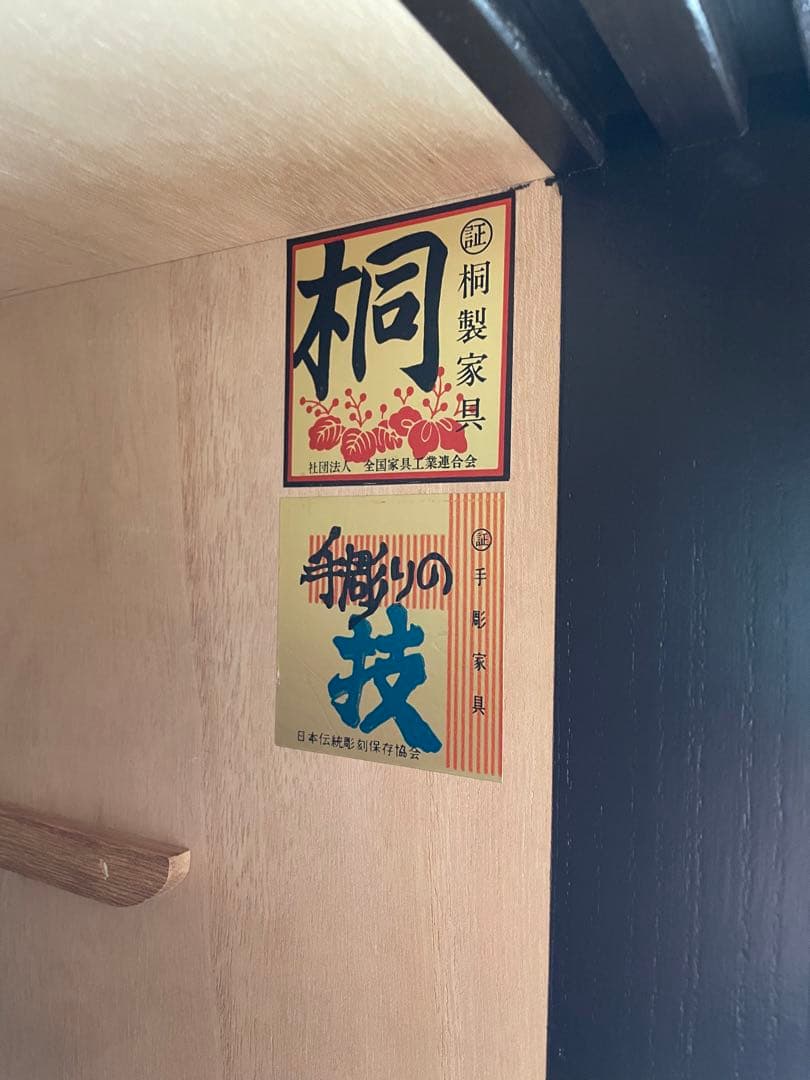 桐
証 桐製家具
社団法人 全国家具工業連合会
手彫りの
技
証 手彫家具
日本伝統彫刻保存協会